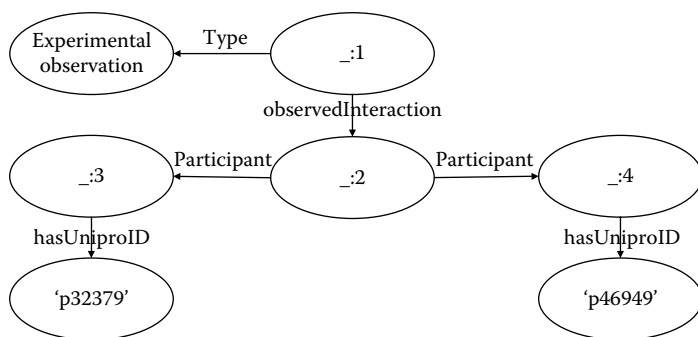 Experimental
observation
Type
_:1
observedInteraction
_:3
Participant
_:2
Participant
_:4
hasUniproID
hasUniproID
‘p32379’
‘p46949’